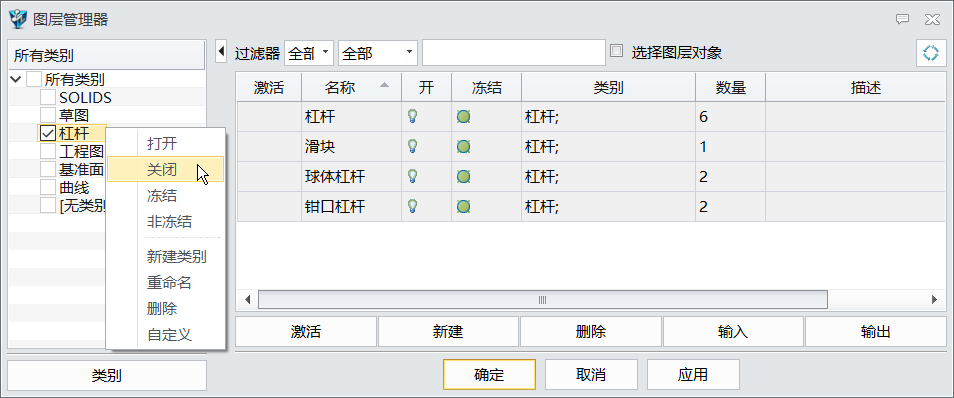 图层管理器
所有类别
所有类别
SOLIDS
草图
杠杆
工程图
基准面
曲线
[无类别
打开
关闭
冻结
非冻结
新建类别
重命名
删除
自定义
类别
过滤器 全部 全部 选择图层对象
激活 名称 开 冻结 类别 数量 描述
杠杆 杠杆; 6
滑块 杠杆; 1
球体杠杆 杠杆; 2
钳口杠杆 杠杆; 2
激活 新建 删除 输入 输出
确定 取消 应用